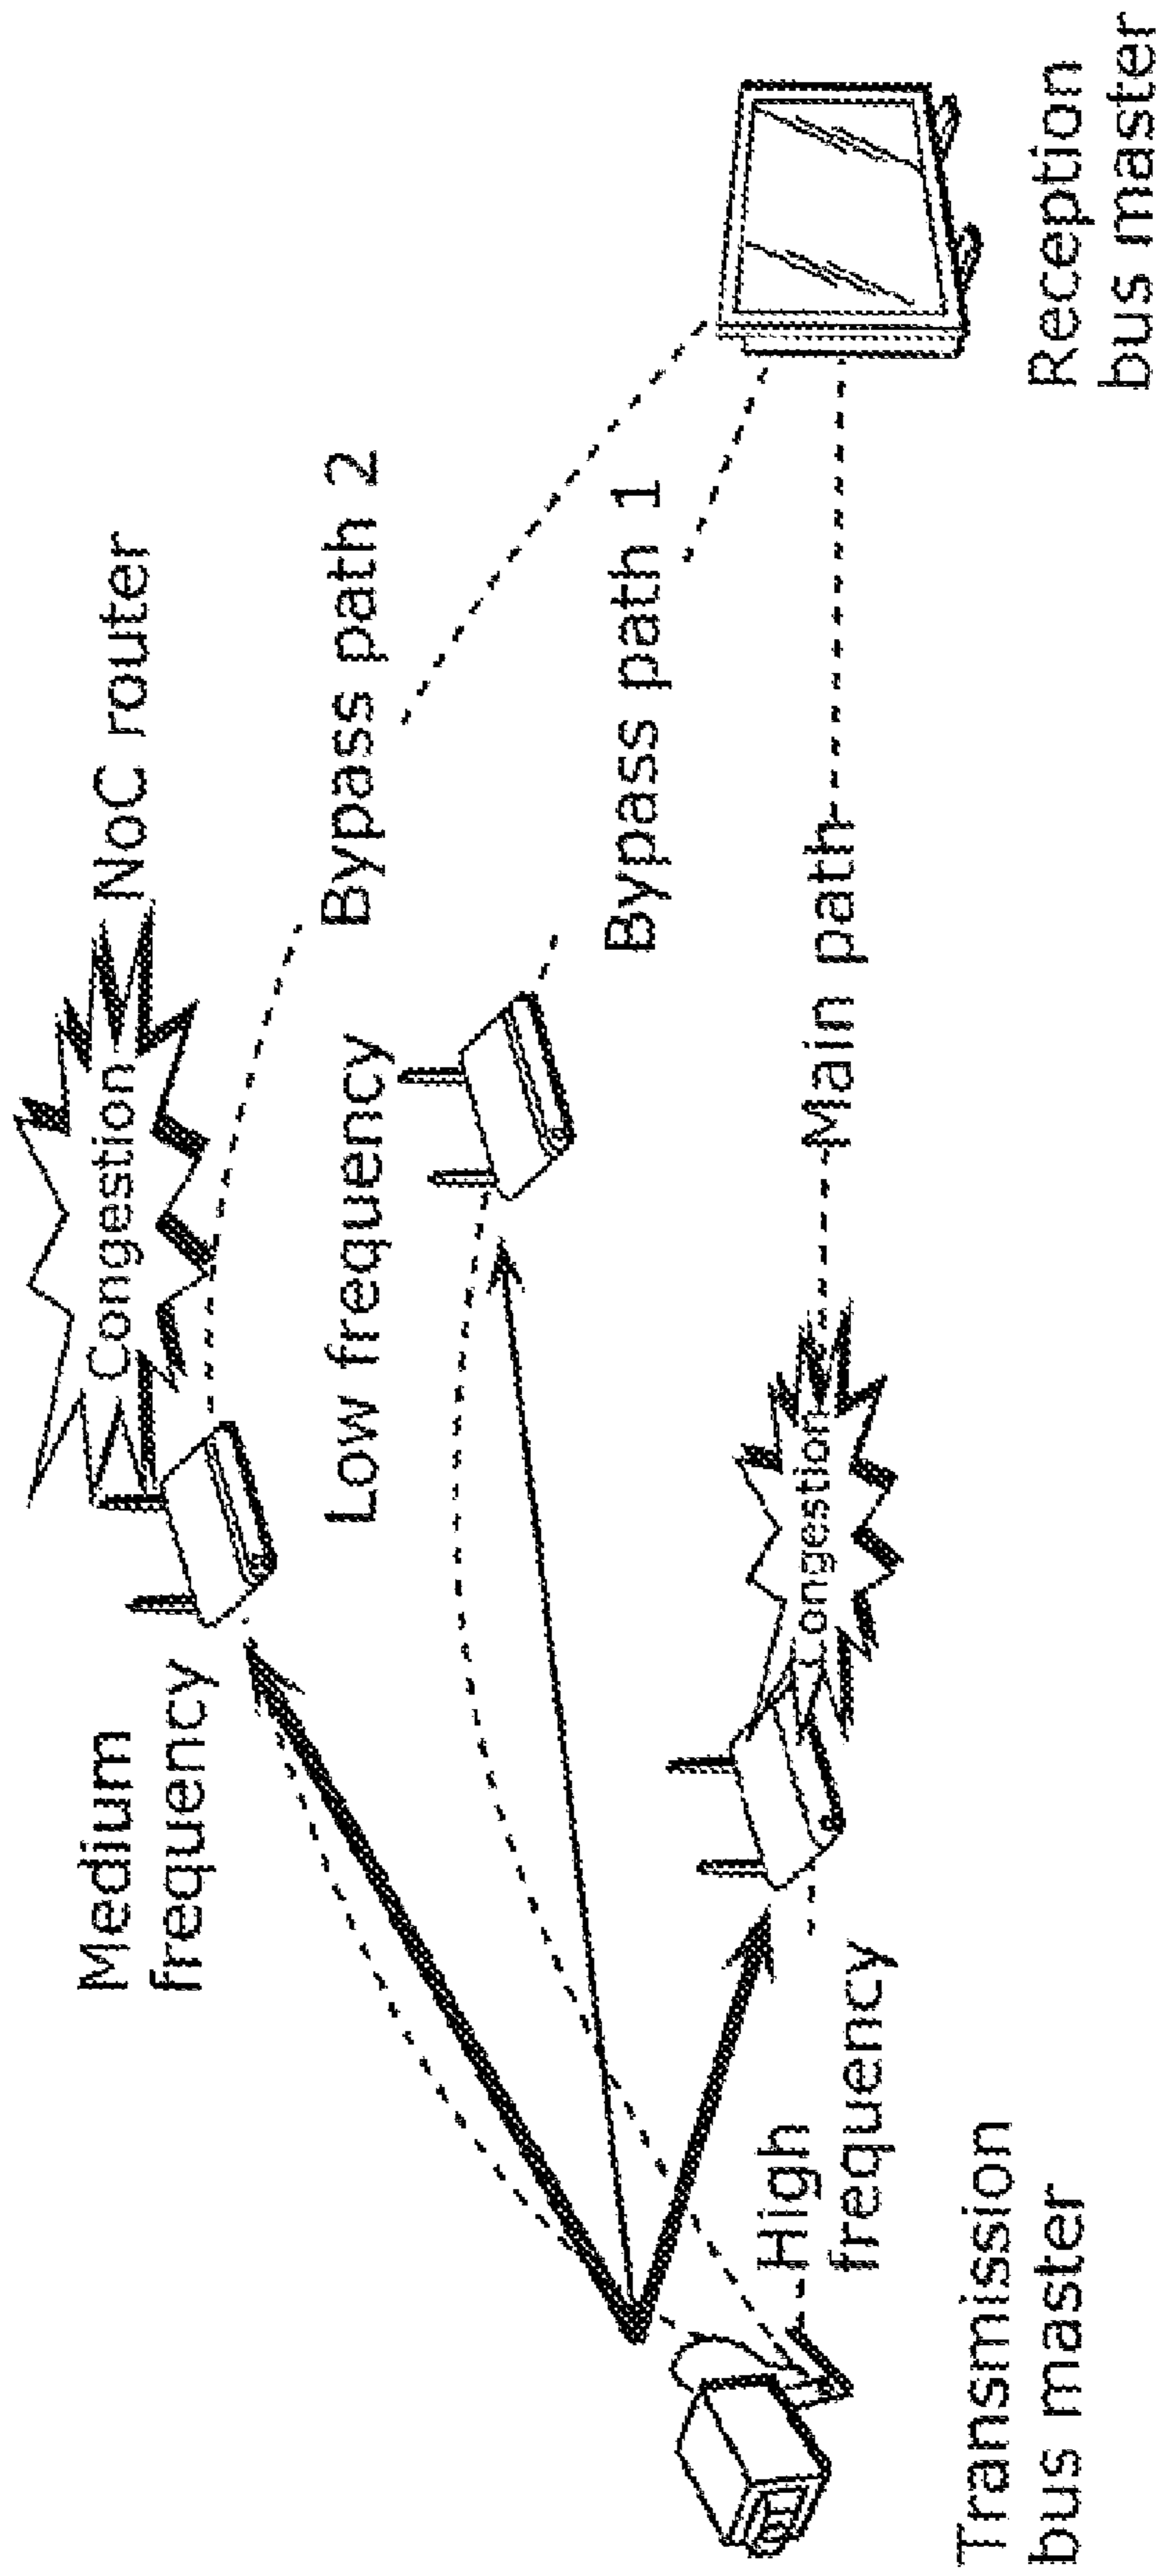 Congestion
NoC router
Medium
frequency
Bypass path 2
Low frequency
Bypass path 1
Congestion
Main path
High
frequency
Transmission
bus master
Reception
bus master